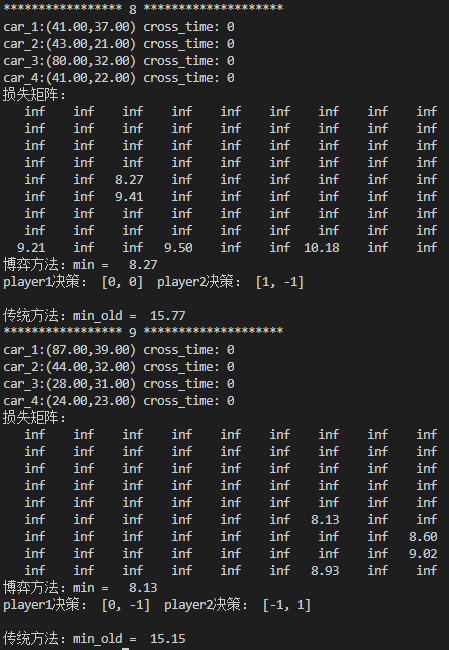 ***************** 8 ********************
car_1:(41.00,37.00) cross_time: 0
car_2:(43.00,21.00) cross_time: 0
car_3:(80.00,32.00) cross_time: 0
car_4:(41.00,22.00) cross_time: 0
损失矩阵:
inf inf inf inf inf inf inf inf inf
inf inf inf inf inf inf inf inf inf
inf inf inf inf inf inf inf inf inf
inf inf inf inf inf inf inf inf inf
inf inf 8.27 inf inf inf inf inf inf
inf inf 9.41 inf inf inf inf inf inf
inf inf inf inf inf inf inf inf inf
inf inf inf inf inf inf inf inf inf
9.21 inf inf 9.50 inf inf 10.18 inf inf
博弈方法: min = 8.27
player1决策: [0, 0] player2决策: [1, -1]
传统方法: min_old = 15.77
***************** 9 ********************
car_1:(87.00,39.00) cross_time: 0
car_2:(44.00,32.00) cross_time: 0
car_3:(28.00,31.00) cross_time: 0
car_4:(24.00,23.00) cross_time: 0
损失矩阵:
inf inf inf inf inf inf inf inf inf
inf inf inf inf inf inf inf inf inf
inf inf inf inf inf inf inf inf inf
inf inf inf inf inf inf inf inf inf
inf inf inf inf inf inf inf inf inf
inf inf inf inf inf inf 8.13 inf inf
inf inf inf inf inf inf inf inf 8.60
inf inf inf inf inf inf inf inf 9.02
inf inf inf inf inf inf 8.93 inf inf
博弈方法: min = 8.13
player1决策: [0, -1] player2决策: [-1, 1]
传统方法: min_old = 15.15